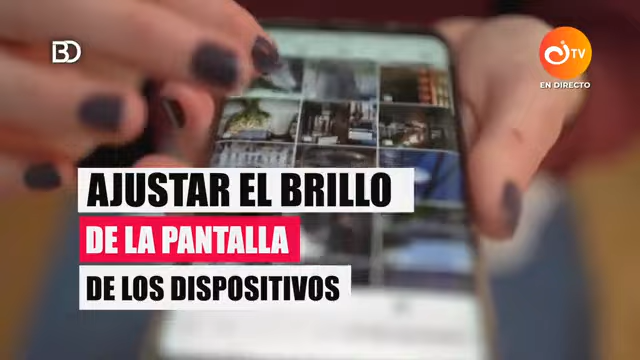 BD
TV
EN DIRECTO
AJUSTAR EL BRILLO
DE LA PANTALLA
DE LOS DISPOSITIVOS